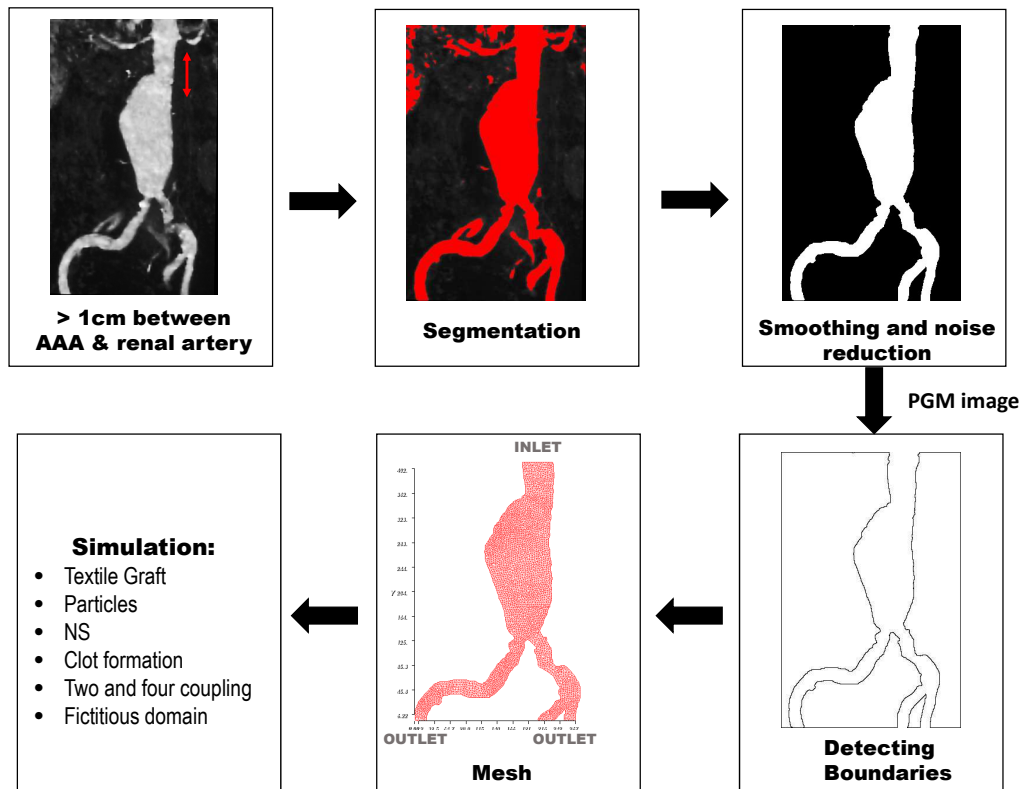 > 1cm between
AAA & renal artery
Segmentation
Smoothing and noise
reduction
PGM image
Simulation:
• Textile Graft
• Particles
• NS
• Clot formation
• Two and four coupling
• Fictitious domain
INLET
OUTLET
OUTLET
Mesh
Detecting
Boundaries